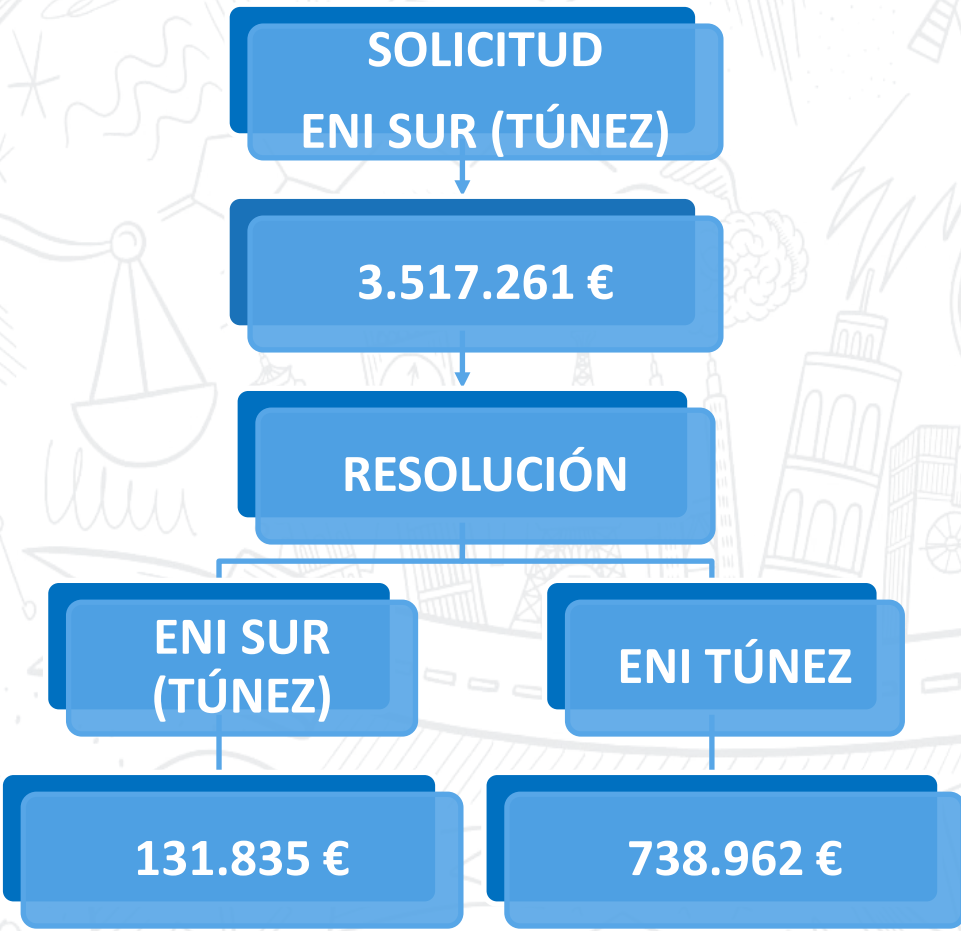 SOLICITUD
ENI SUR (TÚNEZ)
3.517.261 €
RESOLUCIÓN
ENI SUR
(TÚNEZ)
ENI TÚNEZ
131.835 €
738.962 €